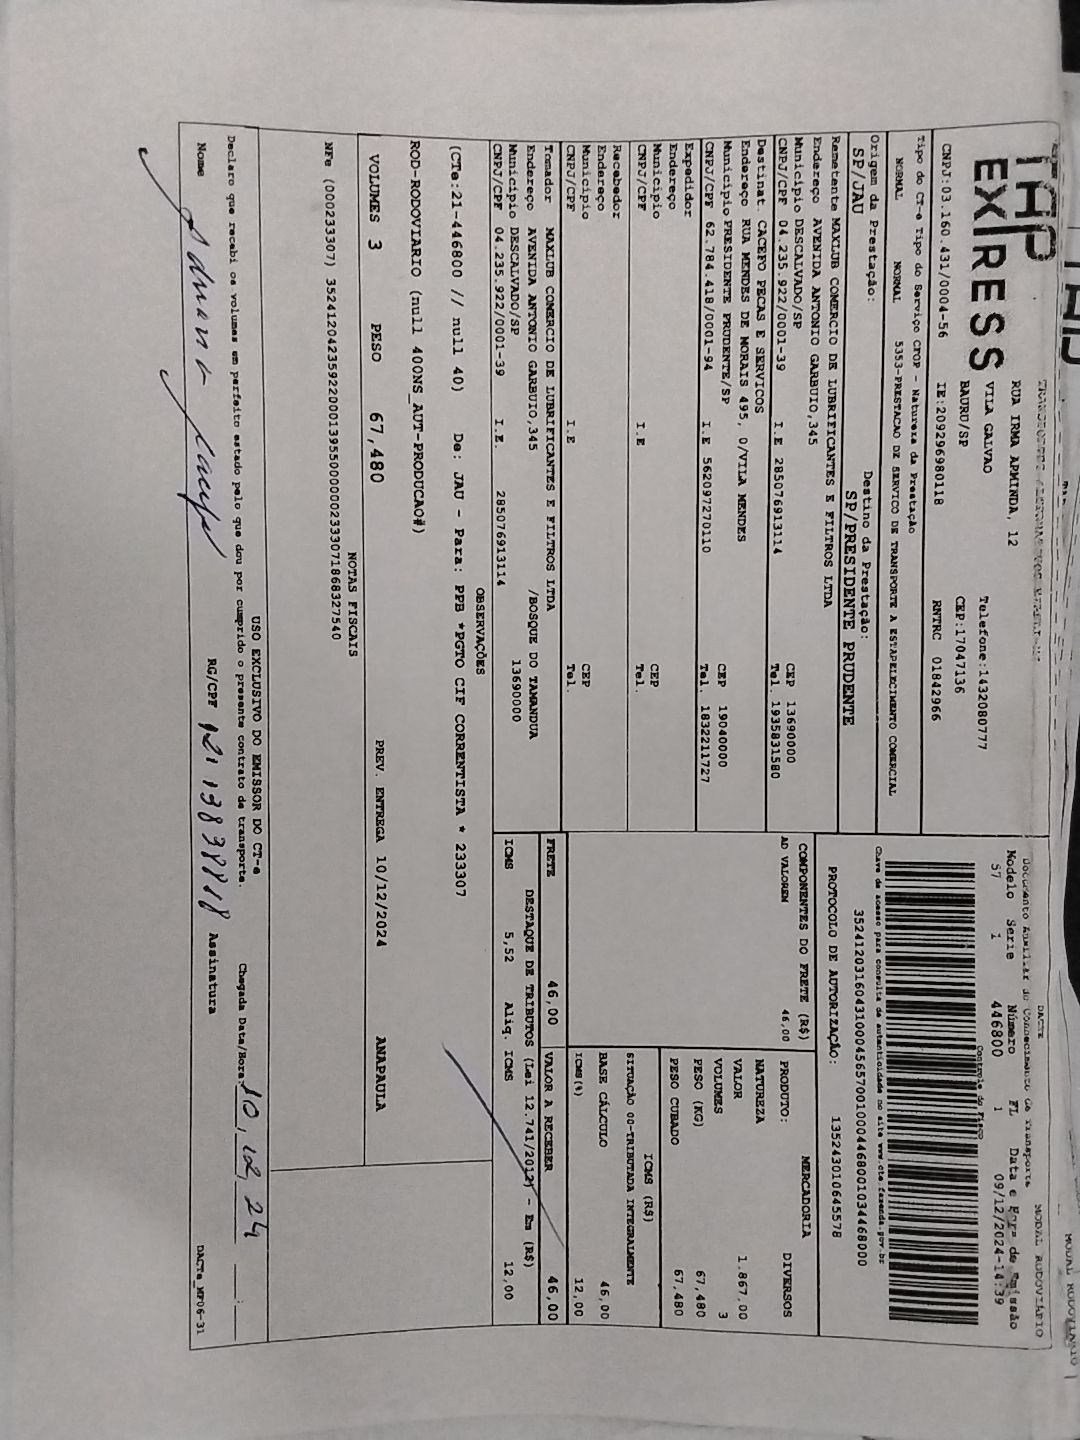 TAP
EXPRESS
RUA IRMA ARMINDA, 12
VILA GALVAO
BAURU/SP
Telefone:1432080777
CEP:17047136
CNPJ:03.160.431/0004-56 IE:209296980118 RNTRC 01842966
Tipo do CT-e Tipo do Serviço CFOP - Natureza da Prestação
NORMAL NORMAL 5353-PRESTACAO DE SERVICO DE TRANSPORTE A ESTABELECIMENTO COMERCIAL
Origem da Prestação: Destino da Prestação:
SP/JAU SP/PRESIDENTE PRUDENTE
DACTE MODAL RODOVIÁRIO
Documento Auxiliar do Conhecimento de Transporte
Modelo Serie Número FL Data e Hora de Emissão
57 1 446800 1 09/12/2024-14:39
Controle do Fisco
Chave de acesso para consulta de autenticidade no site www.cte.fazenda.gov.br
35241203160431000456570010004468001034468000
PROTOCOLO DE AUTORIZAÇÃO: 135243010645578
Remetente MAXLUB COMERCIO DE LUBRIFICANTES E FILTROS LTDA
Endereço AVENIDA ANTONIO GARBUIO,345
Município DESCALVADO/SP CEP 13690000
CNPJ/CPF 04.235.922/0001-39 I.E 285076913114 Tel. 1935831580
Destinat. CACEFO PECAS E SERVICOS
Endereço RUA MENDES DE MORAIS 495, 0/VILA MENDES
Município PRESIDENTE PRUDENTE/SP CEP 19040000
CNPJ/CPF 62.784.418/0001-94 I.E 562097270110 Tel. 1832211727
Expedidor
Endereço
Município CEP
CNPJ/CPF I.E Tel.
Recebedor
Endereço
Município CEP
CNPJ/CPF I.E Tel.
Tomador MAXLUB COMERCIO DE LUBRIFICANTES E FILTROS LTDA
Endereço AVENIDA ANTONIO GARBUIO,345 /BOSQUE DO TAMANDUA
Município DESCALVADO/SP 13690000
CNPJ/CPF 04.235.922/0001-39 I.E. 285076913114
COMPONENTES DO FRETE (R$)
AD VALOREM 46,00
PRODUTO: MERCADORIA
NATUREZA DIVERSOS
VALOR 1.867,00
VOLUMES 3
PESO (KG) 67,480
PESO CUBADO 67,480
ICMS (R$)
SITUAÇÃO 00-TRIBUTADA INTEGRALMENTE
BASE CÁLCULO 46,00
ICMS(%) 12,00
FRETE 46,00 VALOR A RECEBER 46,00
DESTAQUE DE TRIBUTOS (Lei 12.741/2012) - Em (R$)
ICMS 5,52 Aliq. ICMS 12,00
OBSERVAÇÕES
(CTe:21-446800 // null 40) De: JAU - Para: PPB *PGTO CIF CORRENTISTA * 233307
ROD-RODOVIARIO (null 400NS_AUT-PRODUCAO#)
VOLUMES 3 PESO 67,480 PREV. ENTREGA 10/12/2024 ANAPAULA
NOTAS FISCAIS
NFe (000233307) 35241204235922000139550000002333071868327540
USO EXCLUSIVO DO EMISSOR DO CT-e
Declaro que recebi os volumes em perfeito estado pelo que dou por cumprido o presente contrato de transporte. Chegada Data/Hora: 10/12/24
Nome RG/CPF Assinatura
DACTe_MP06-31